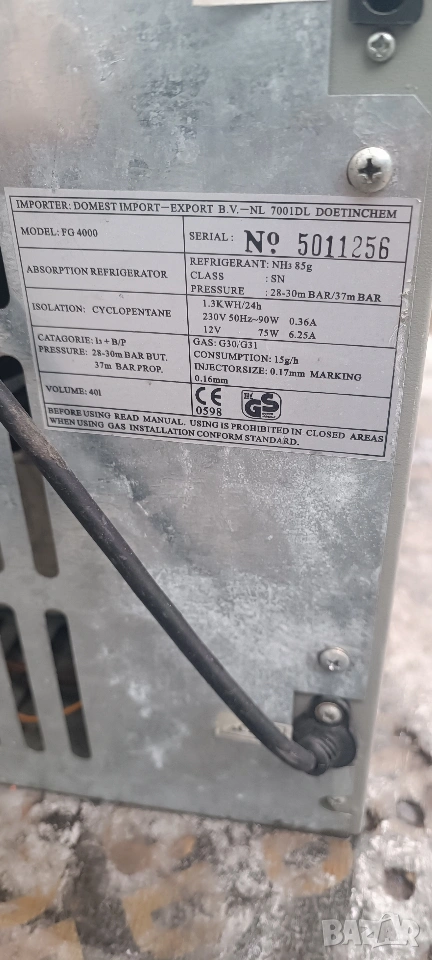 IMPORTER: DOMEST IMPORT-EXPORT B.V.-NL 7001DL DOETINCHEM
MODEL: FG 4000
SERIAL: Nº 5011256
ABSORPTION REFRIGERATOR
REFRIGERANT: NH3 85g
CLASS : SN
PRESSURE : 28-30m BAR/37m BAR
ISOLATION: CYCLOPENTANE
1.3KWH/24h
230V 50Hz~90W 0.36A
12V 75W 6.25A
CATAGORIE: I3 + B/P
PRESSURE: 28-30m BAR BUT.
37m BAR.PROP.
GAS: G30/G31
CONSUMPTION: 15g/h
INJECTORSIZE: 0.17mm MARKING
0.16mm
VOLUME: 40l
CE
0598
GS
BEFORE USING READ MANUAL. USING IS PROHIBITED IN CLOSED AREAS
WHEN USING GAS INSTALLATION CONFORM STANDARD.
BAZAR